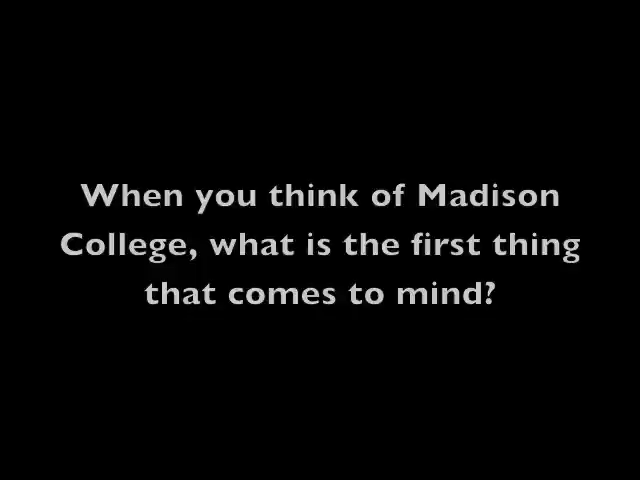 When you think of Madison
College, what is the first thing
that comes to mind?